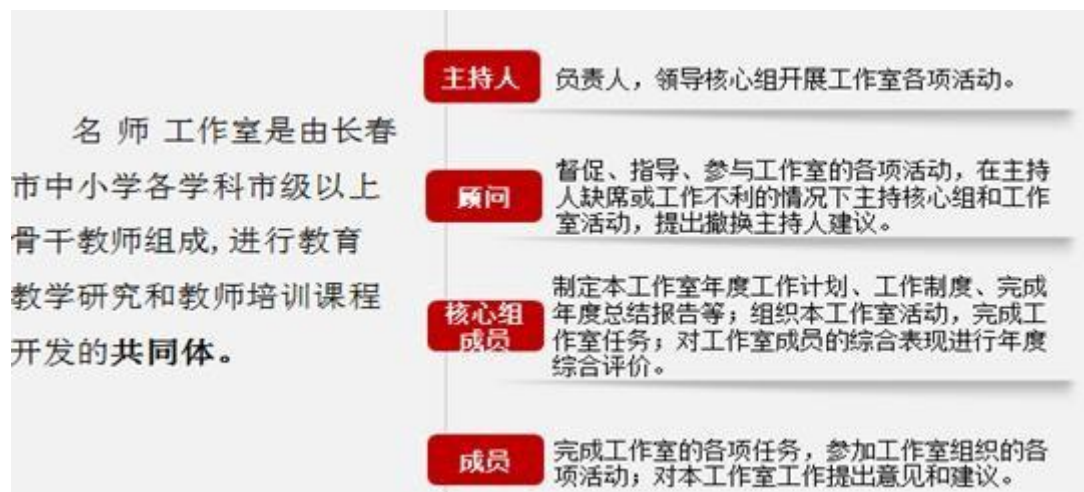 名 师 工作室是由长春
市中小学各学科市级以上
骨干教师组成,进行教育
教学研究和教师培训课程
开发的共同体。
主持人
负责人，领导核心组开展工作室各项活动。
顾问
督促、指导、参与工作室的各项活动，在主持
人缺席或工作不利的情况下主持核心组和工作
室活动，提出撤换主持人建议。
核心组
成员
制定本工作室年度工作计划、工作制度、完成
年度总结报告等；组织本工作室活动，完成工
作室任务；对工作室成员的综合表现进行年度
综合评价。
成员
完成工作室的各项任务，参加工作室组织的各
项活动；对本工作室工作提出意见和建议。